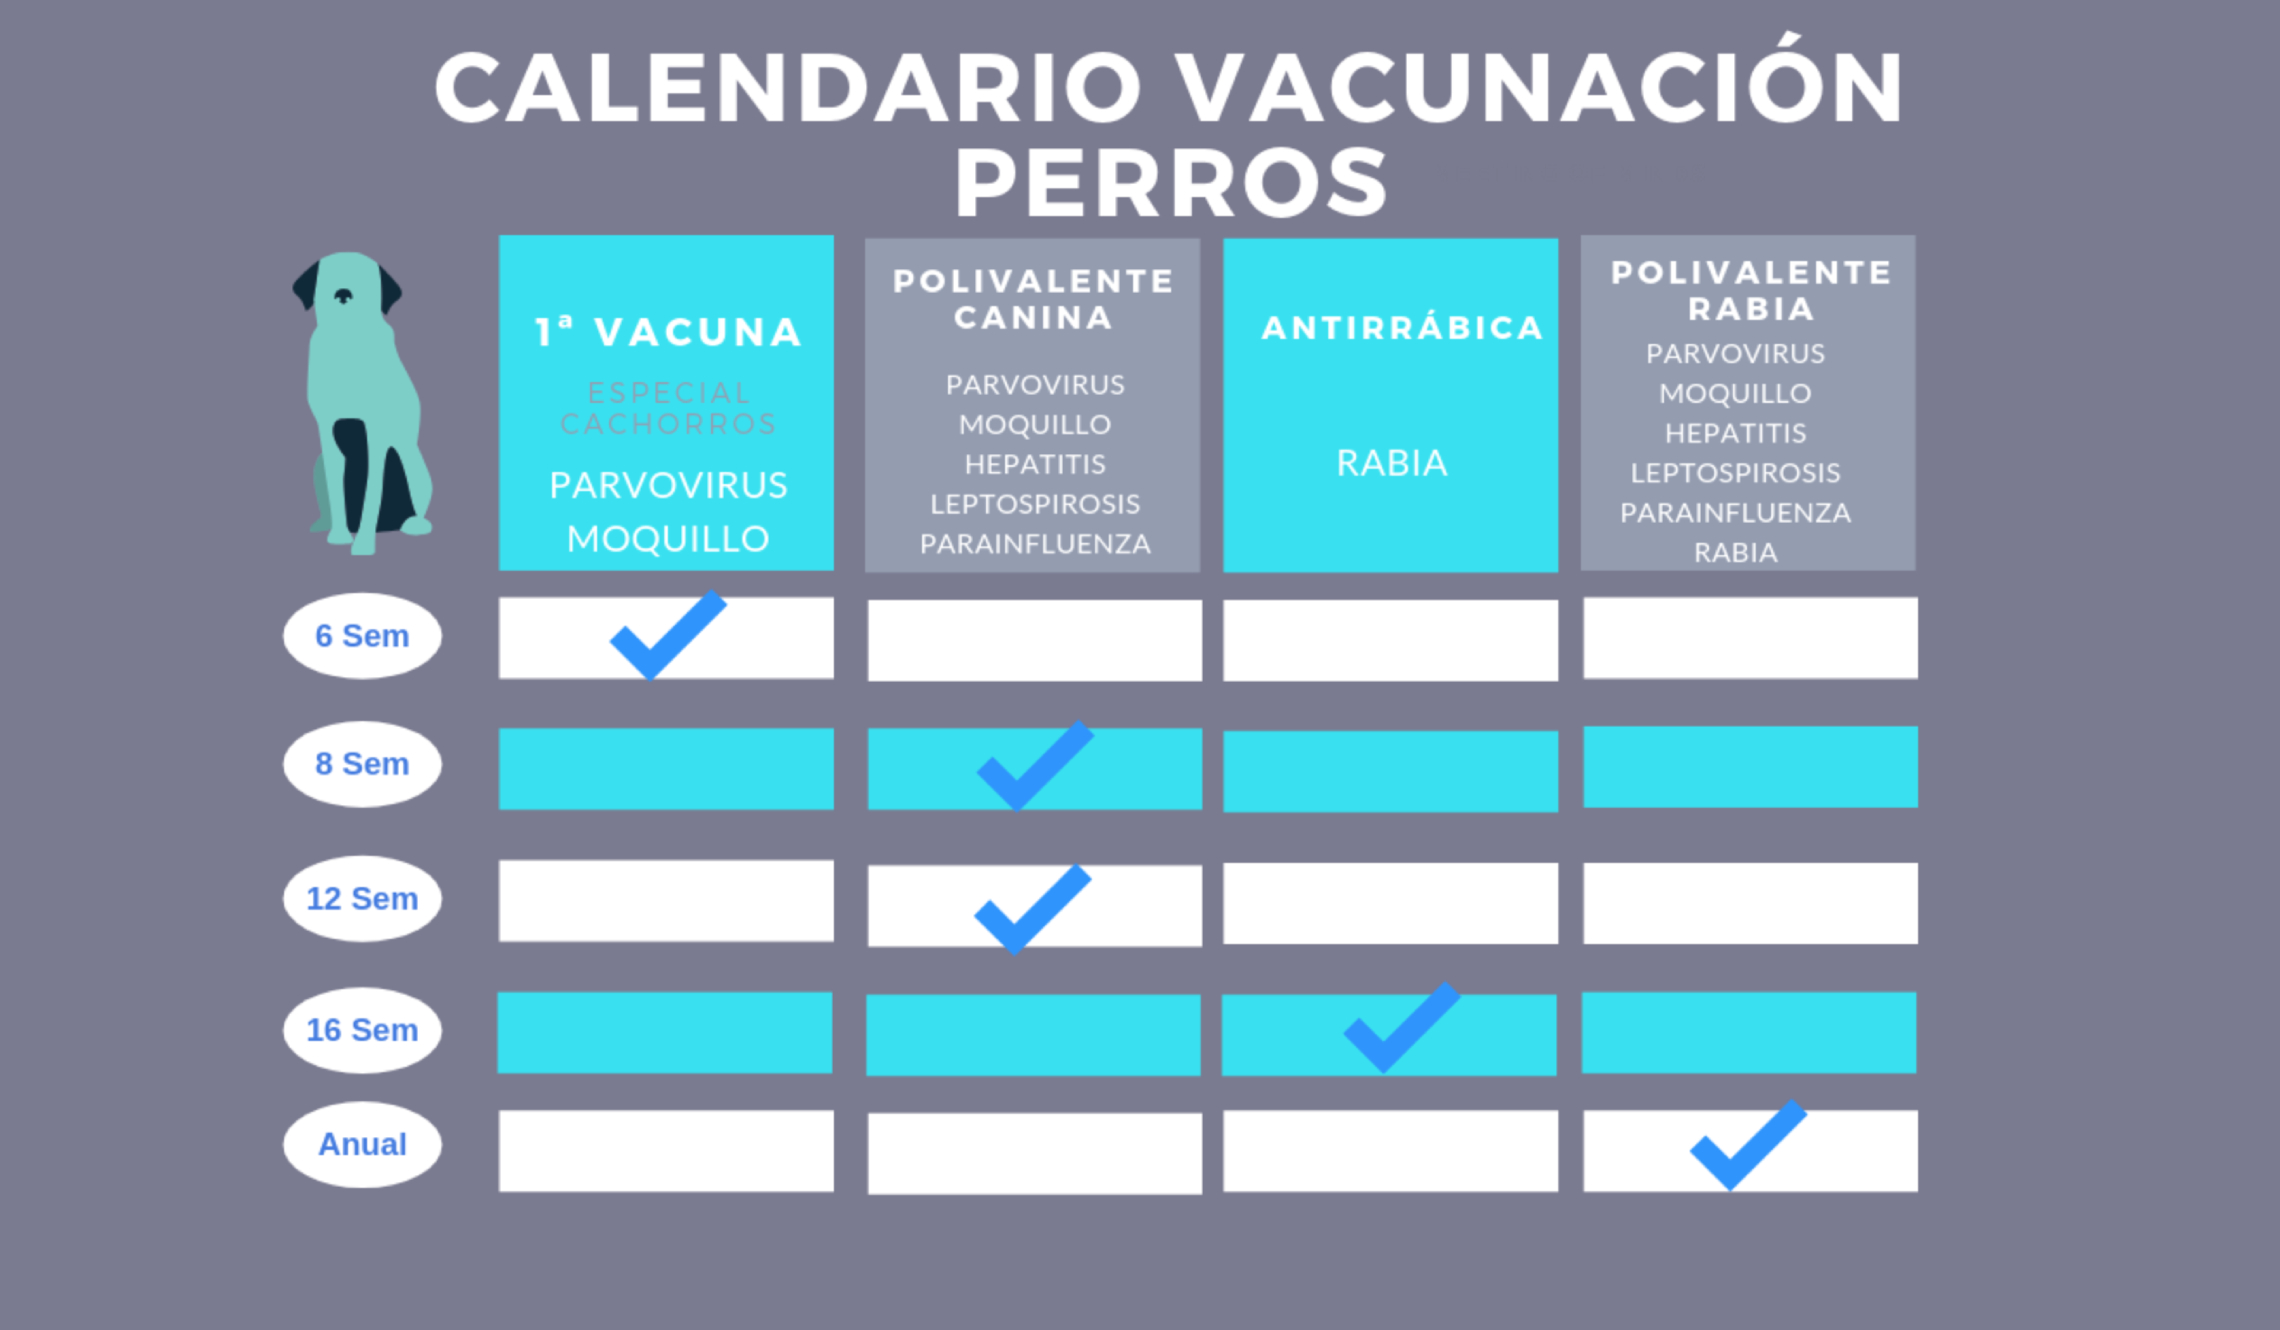 CALENDARIO VACUNACIÓN
PERROS
1ª VACUNA
ESPECIAL
CACHORROS
PARVOVIRUS
MOQUILLO
POLIVALENTE
CANINA
PARVOVIRUS
MOQUILLO
HEPATITIS
LEPTOSPIROSIS
PARAINFLUENZA
ANTIRRÁBICA
RABIA
POLIVALENTE
RABIA
PARVOVIRUS
MOQUILLO
HEPATITIS
LEPTOSPIROSIS
PARAINFLUENZA
RABIA
6 Sem
8 Sem
12 Sem
16 Sem
Anual